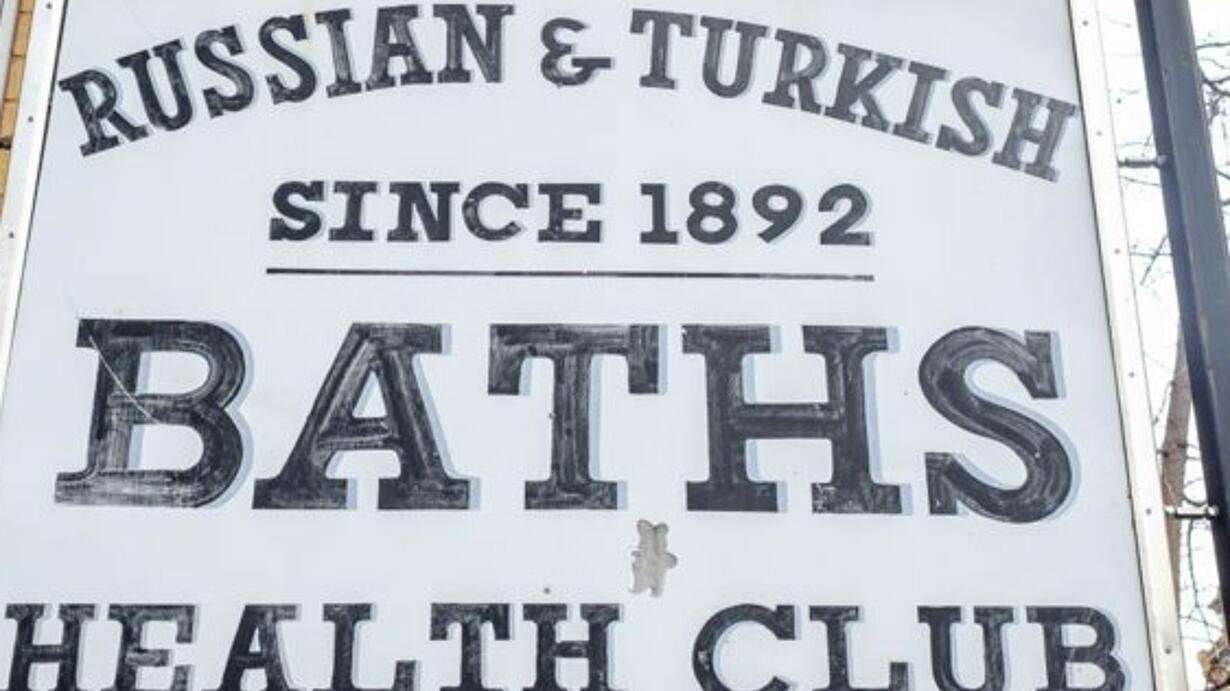 RUSSIAN & TURKISH
SINCE 1892
BATHS
HEALTH CLUB